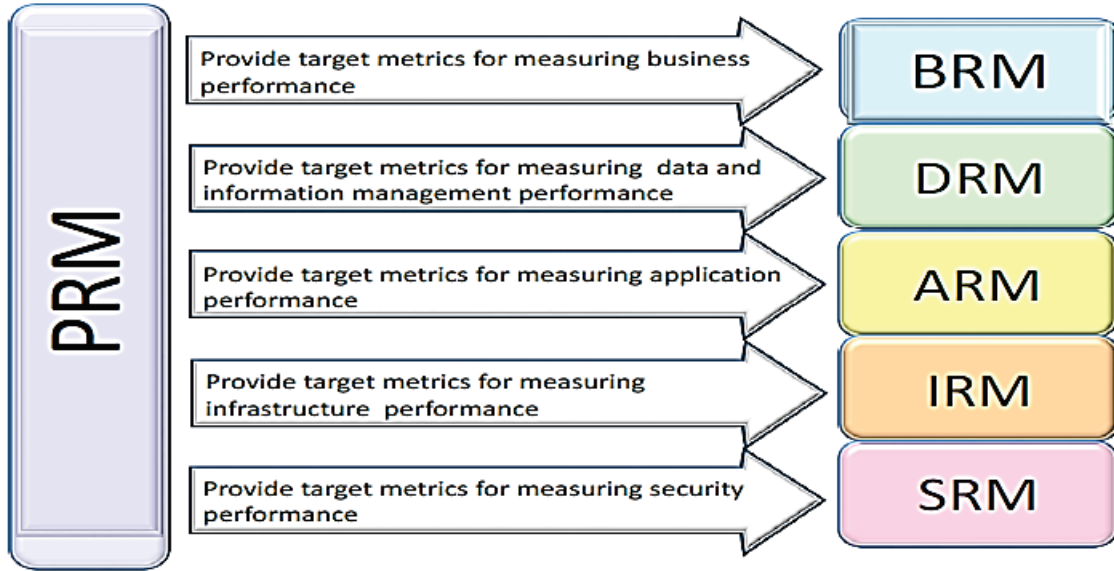 PRM
Provide target metrics for measuring business
performance
BRM
Provide target metrics for measuring data and
information management performance
DRM
Provide target metrics for measuring application
performance
ARM
Provide target metrics for measuring
infrastructure performance
IRM
Provide target metrics for measuring security
performance
SRM